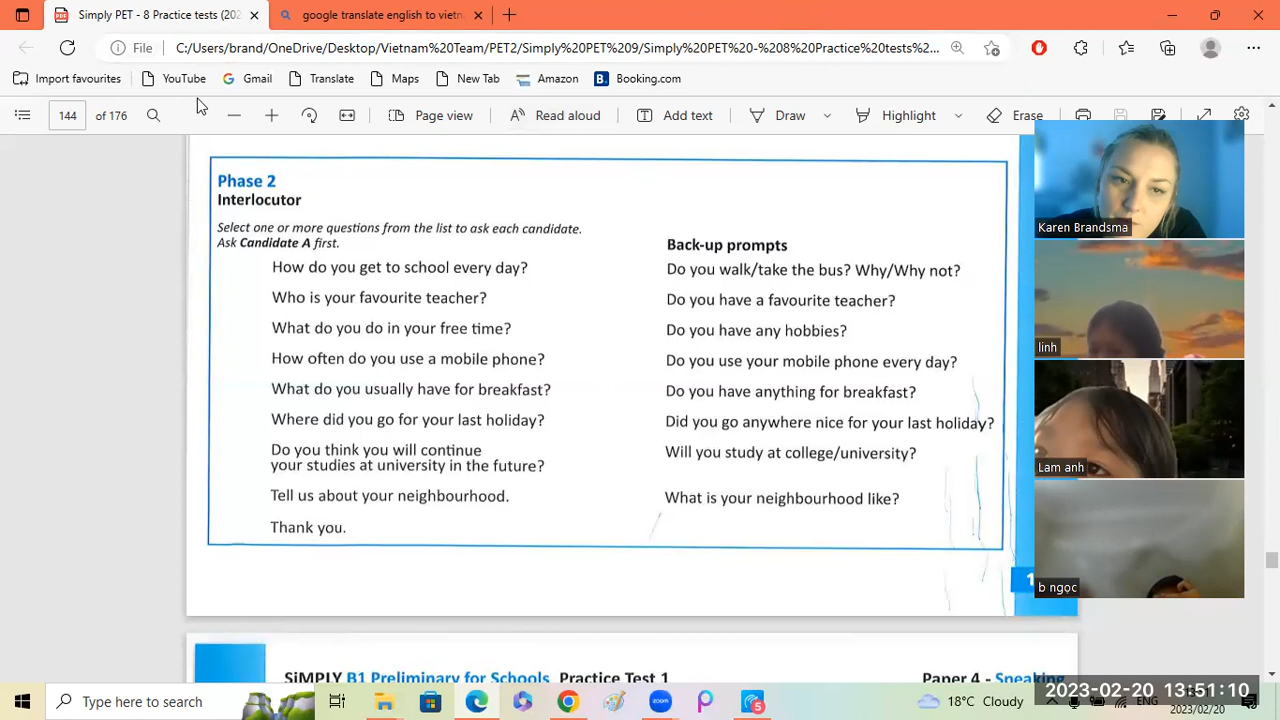 Simply PET - 8 Practice tests (202
google translate english to vietn
File
C:/Users/brand/OneDrive/Desktop/Vietnam%20Team/PET2/Simply%20PET%209/Simply%20PET%20-%208%20Practice%20tests%2...
Import favourites
YouTube
Gmail
Translate
Maps
New Tab
Amazon
B.
Booking.com
144 of 176
Page view
Read aloud
Add text
Draw
Highlight
Erase
Phase 2
Interlocutor
Select one or more questions from the list to ask each candidate.
Ask Candidate A first.
Back-up prompts
How do you get to school every day?
Do you walk/take the bus? Why/Why not?
Who is your favourite teacher?
Do you have a favourite teacher?
What do you do in your free time?
Do you have any hobbies?
How often do you use a mobile phone?
Do you use your mobile phone every day?
What do you usually have for breakfast?
Do you have anything for breakfast?
Where did you go for your last holiday?
Did you go anywhere nice for your last holiday?
Do you think you will continue
your studies at university in the future?
Will you study at college/university?
Tell us about your neighbourhood.
What is your neighbourhood like?
Thank you.
SiMPLY B1 Preliminary for Schools Practice Test 1
Paper 4 - Speaking
Karen Brandsma
linh
Lam anh
b ngọc
Type here to search
zoom
5
18°C Cloudy
ENG
2023-02-20 13:51:10
2023/02/20